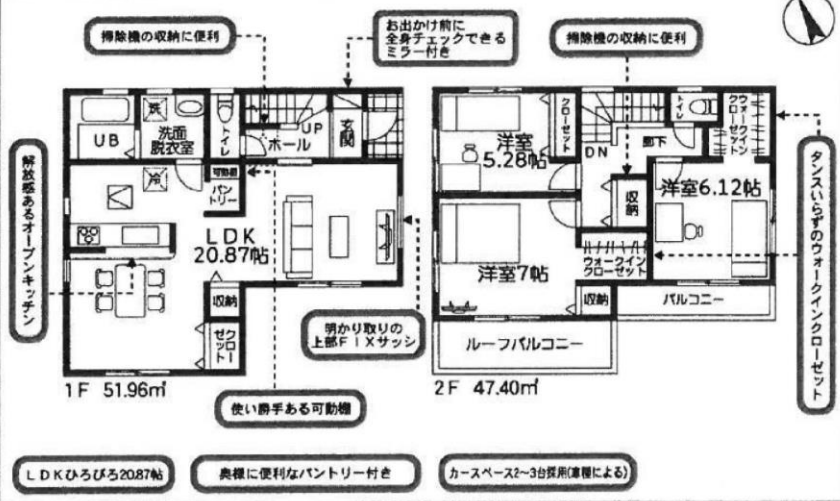 掃除機の収納に便利
お出かけ前に
全身チェックできる
ミラー付き
掃除機の収納に便利
UB
洗
洗面
脱衣室
トイレ
UP
ホール
玄関
冷
可動棚
パン
トリー
LDK
20.87帖
収納
クロー
ゼット
解放感あるオープンキッチン
1F 51.96㎡
明かり取りの
上部FIXサッシ
使い勝手ある可動棚
洋室
5.28帖
クローゼット
DN
廊下
トイレ
ウォークイン
クローゼット
収納
洋室6.12帖
洋室7帖
ウォークイン
クローゼット
収納
バルコニー
ルーフバルコニー
2F 47.40㎡
タンスいらずのウォークインクローゼット
LDKひろびろ20.87帖
奥様に便利なパントリー付き
カースペース2〜3台採用(車種による)